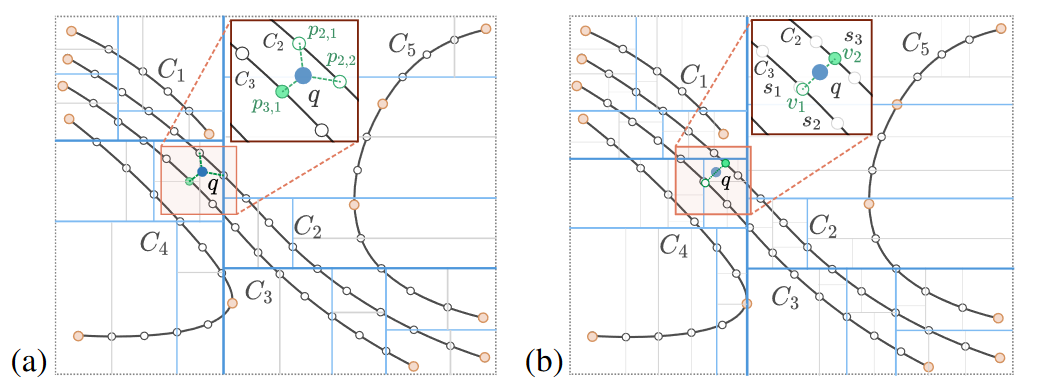 (a)
C₁
C₂
C₃
C₄
C₅
q
C₂
p₂,₁
p₂,₂
C₃
p₃,₁
q
(b)
C₁
C₂
C₃
C₄
C₅
q
C₂
s₃
v₂
C₃
s₁
q
v₁
s₂